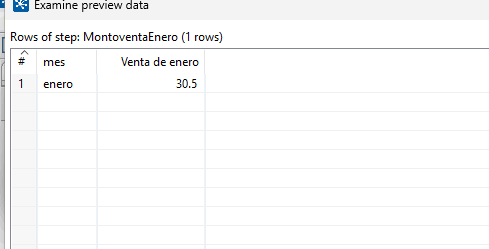 Examine preview data
Rows of step: MontoventaEnero (1 rows)
# mes Venta de enero
1 enero 30.5